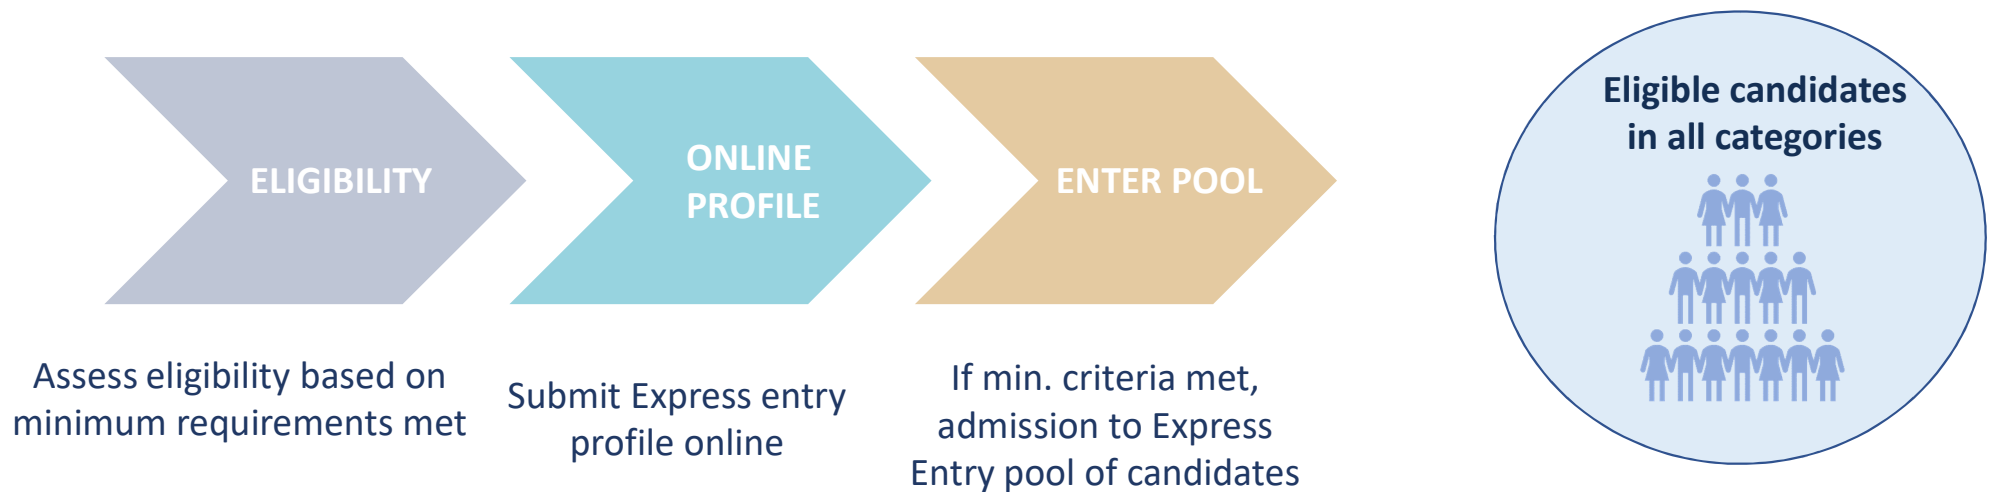 ELIGIBILITY
Assess eligibility based on
minimum requirements met
ONLINE
PROFILE
Submit Express entry
profile online
ENTER POOL
If min. criteria met,
admission to Express
Entry pool of candidates
Eligible candidates
in all categories